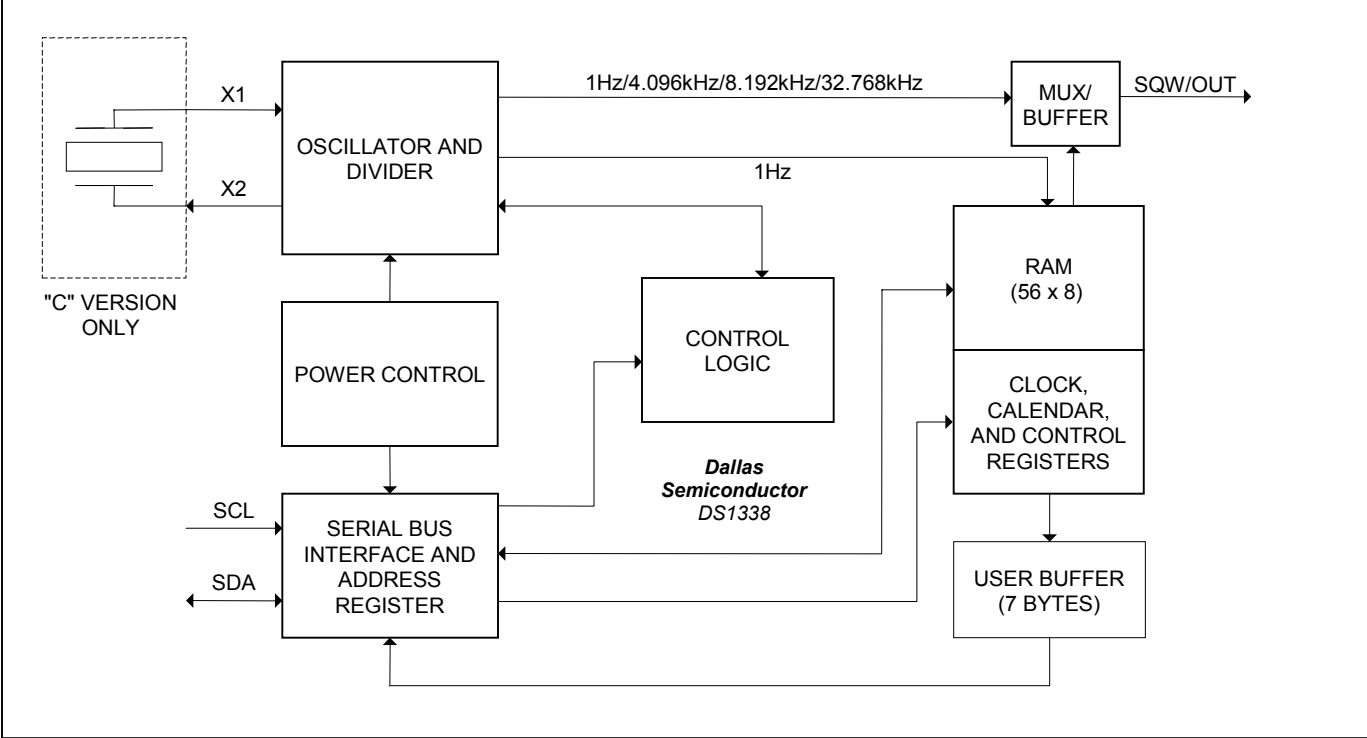 X1
X2
"C" VERSION
ONLY
OSCILLATOR AND
DIVIDER
1Hz/4.096kHz/8.192kHz/32.768kHz
1Hz
MUX/
BUFFER
SQW/OUT
RAM
(56 x 8)
POWER CONTROL
CONTROL
LOGIC
CLOCK,
CALENDAR,
AND CONTROL
REGISTERS
Dallas
Semiconductor
DS1338
SCL
SDA
SERIAL BUS
INTERFACE AND
ADDRESS
REGISTER
USER BUFFER
(7 BYTES)